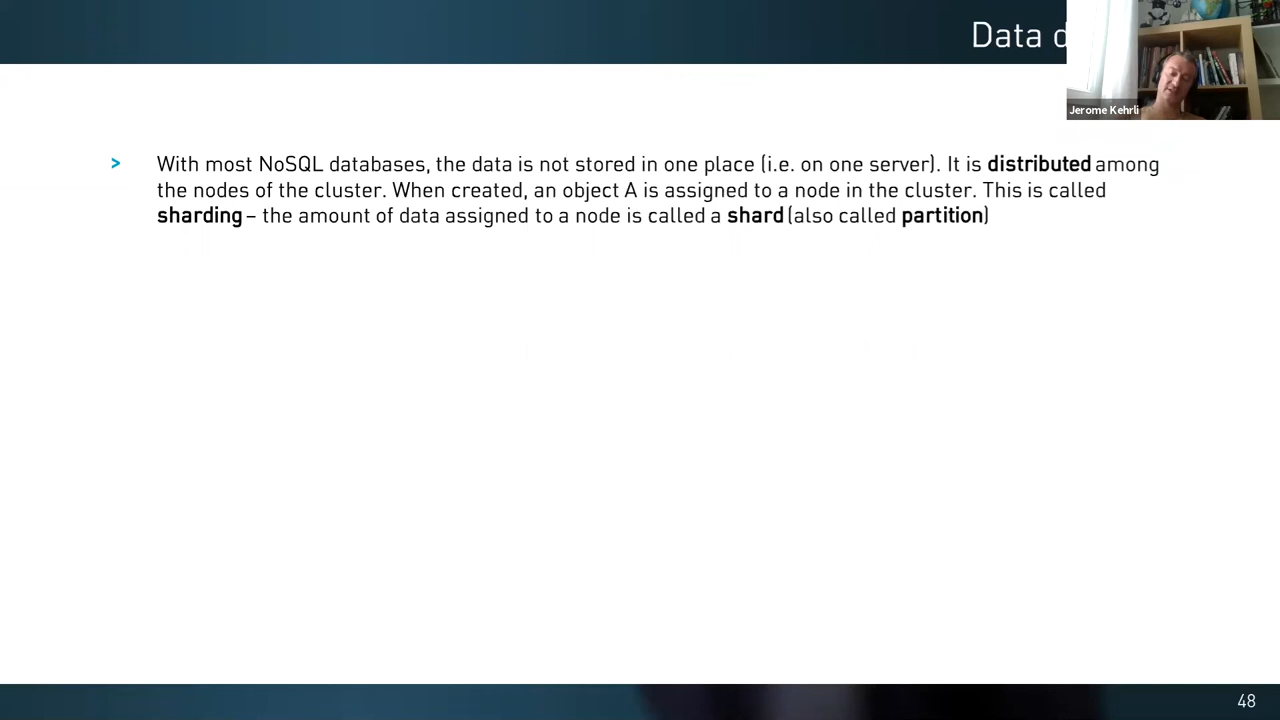 Data
Jerome Kehrli
> With most NoSQL databases, the data is not stored in one place (i.e. on one server). It is distributed among
the nodes of the cluster. When created, an object A is assigned to a node in the cluster. This is called
sharding – the amount of data assigned to a node is called a shard (also called partition)
48